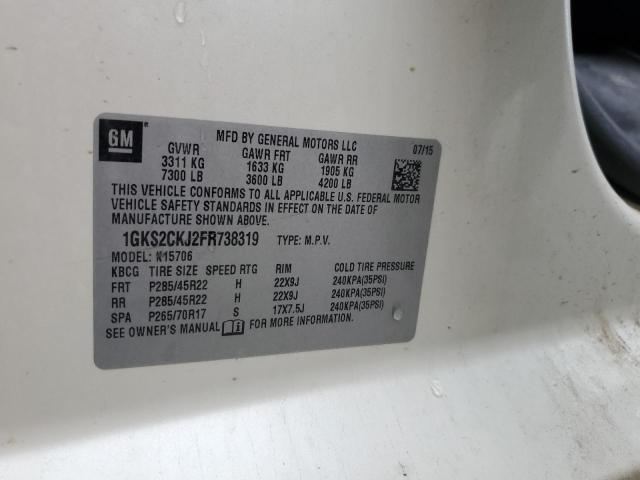 GM
MFD BY GENERAL MOTORS LLC
07/15
GVWR GAWR FRT GAWR RR
3311 KG 1633 KG 1905 KG
7300 LB 3600 LB 4200 LB
THIS VEHICLE CONFORMS TO ALL APPLICABLE U.S. FEDERAL MOTOR
VEHICLE SAFETY STANDARDS IN EFFECT ON THE DATE OF
MANUFACTURE SHOWN ABOVE.
1GKS2CKJ2FR738319 TYPE: M.P.V.
MODEL: K15706
KBCG TIRE SIZE SPEED RTG RIM COLD TIRE PRESSURE
FRT P285/45R22 H 22X9J 240KPA(35PSI)
RR P285/45R22 H 22X9J 240KPA(35PSI)
SPA P265/70R17 S 17X7.5J 240KPA(35PSI)
SEE OWNER'S MANUAL FOR MORE INFORMATION.